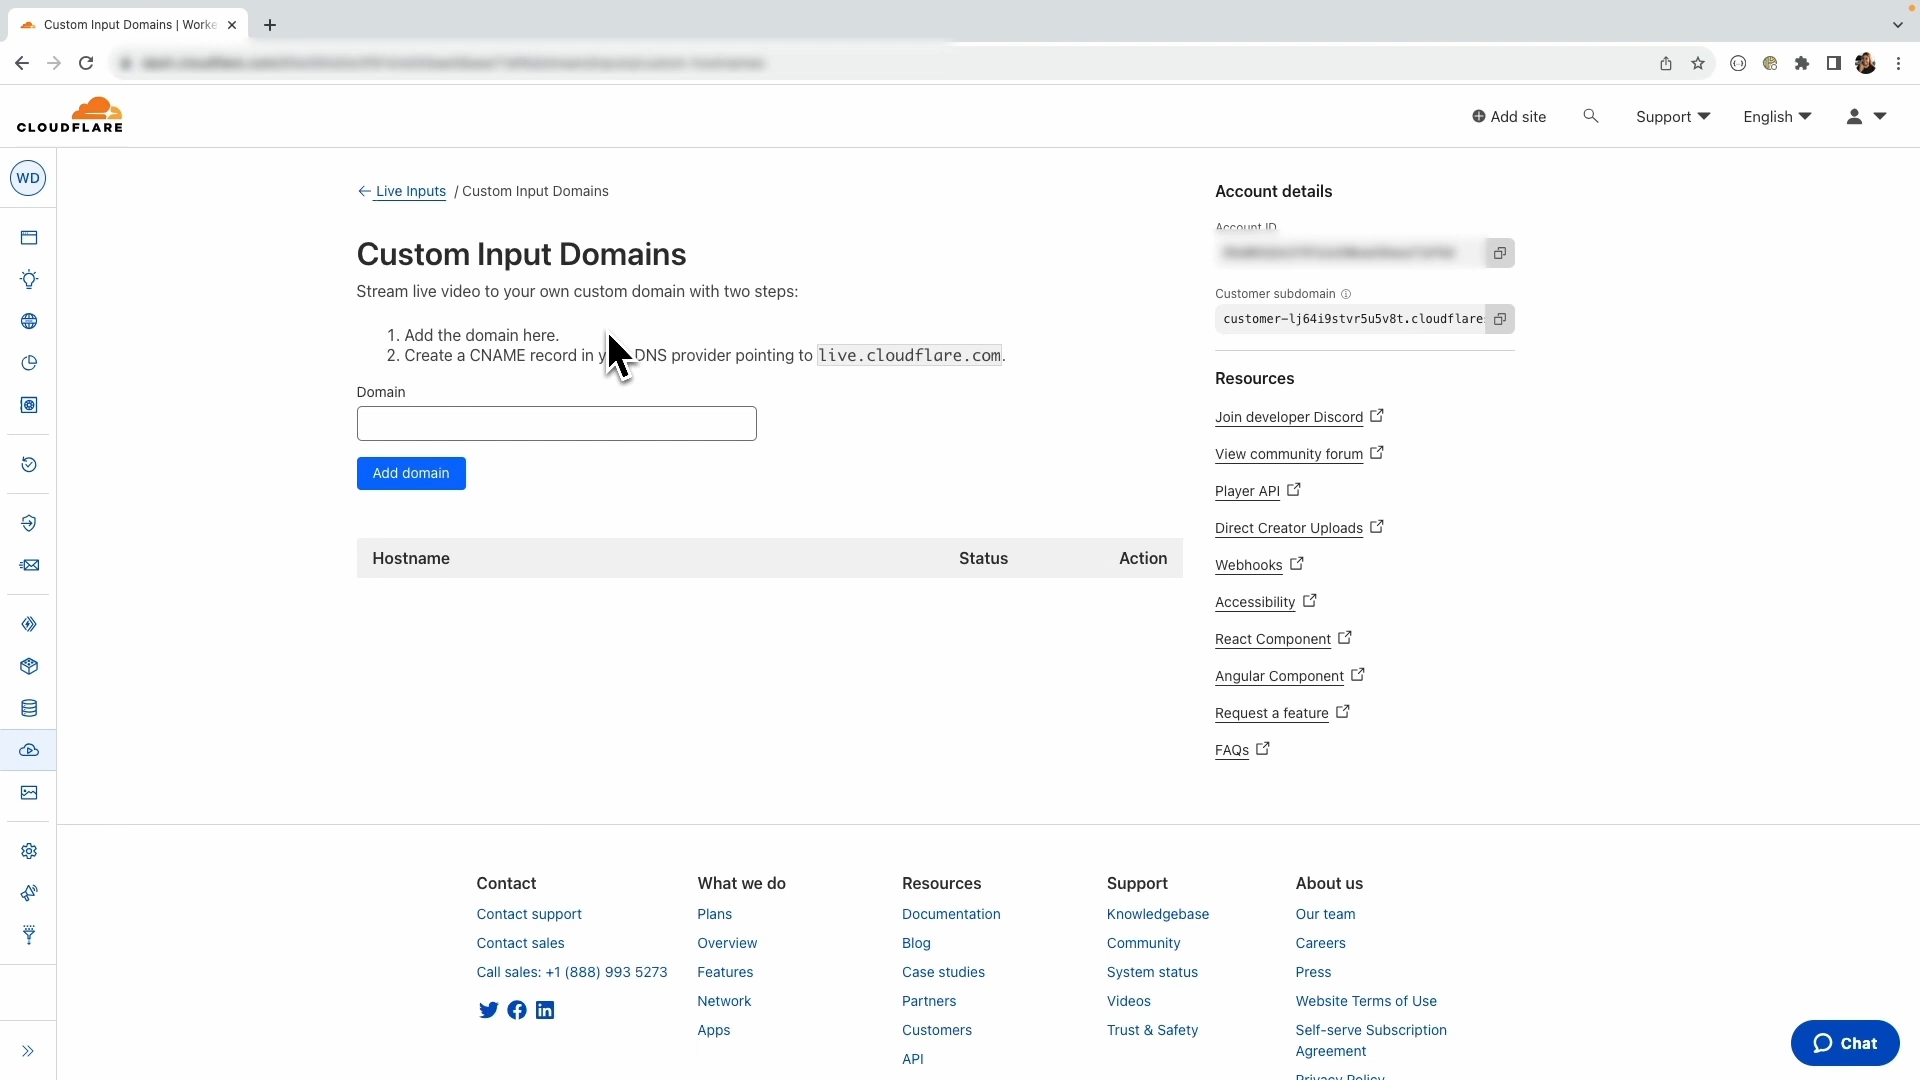 Custom Input Domains | Worke
CLOUDFLARE
Add site
Support
English
WD
Live Inputs / Custom Input Domains
Custom Input Domains
Stream live video to your own custom domain with two steps:
1. Add the domain here.
2. Create a CNAME record in DNS provider pointing to live.cloudflare.com.
Domain
Add domain
Hostname Status Action
Account details
Account ID
Customer subdomain
customer-lj64i9stvr5u5v8t.cloudflare
Resources
Join developer Discord
View community forum
Player API
Direct Creator Uploads
Webhooks
Accessibility
React Component
Angular Component
Request a feature
FAQs
Contact
Contact support
Contact sales
Call sales: +1 (888) 993 5273
What we do
Plans
Overview
Features
Network
Apps
Resources
Documentation
Blog
Case studies
Partners
Customers
API
Support
Knowledgebase
Community
System status
Videos
Trust & Safety
About us
Our team
Careers
Press
Website Terms of Use
Self-serve Subscription
Agreement
Privacy Policy
Chat